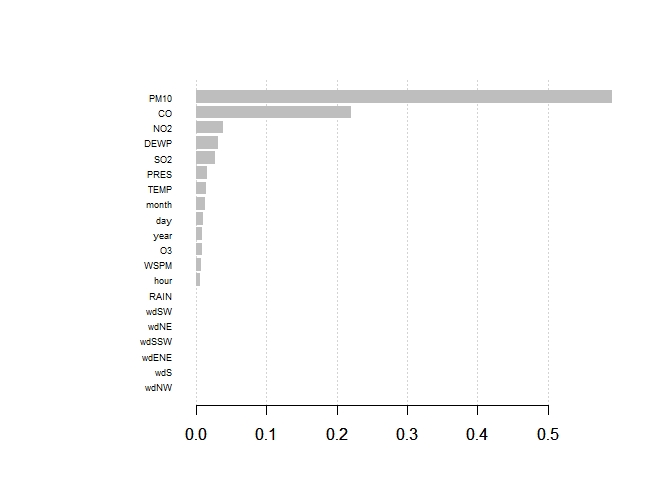 PM10
CO
NO2
DEWP
SO2
PRES
TEMP
month
day
year
O3
WSPM
hour
RAIN
wdSW
wdNE
wdSSW
wdENE
wdS
wdNW
0.0 0.1 0.2 0.3 0.4 0.5